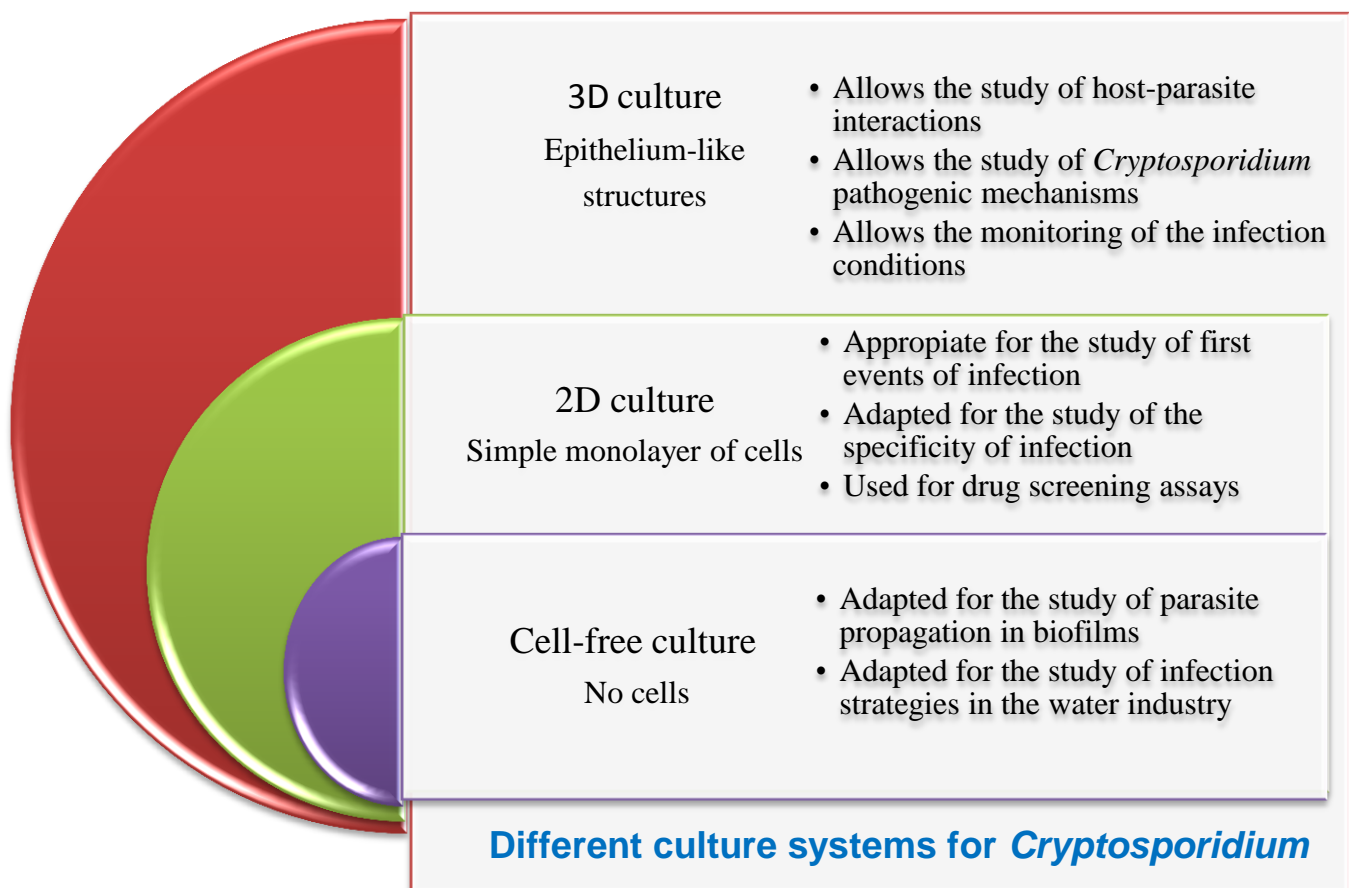 3D culture
Epithelium-like
structures
• Allows the study of host-parasite
interactions
• Allows the study of Cryptosporidium
pathogenic mechanisms
• Allows the monitoring of the infection
conditions
2D culture
Simple monolayer of cells
• Appropiate for the study of first
events of infection
• Adapted for the study of the
specificity of infection
• Used for drug screening assays
Cell-free culture
No cells
• Adapted for the study of parasite
propagation in biofilms
• Adapted for the study of infection
strategies in the water industry
Different culture systems for Cryptosporidium